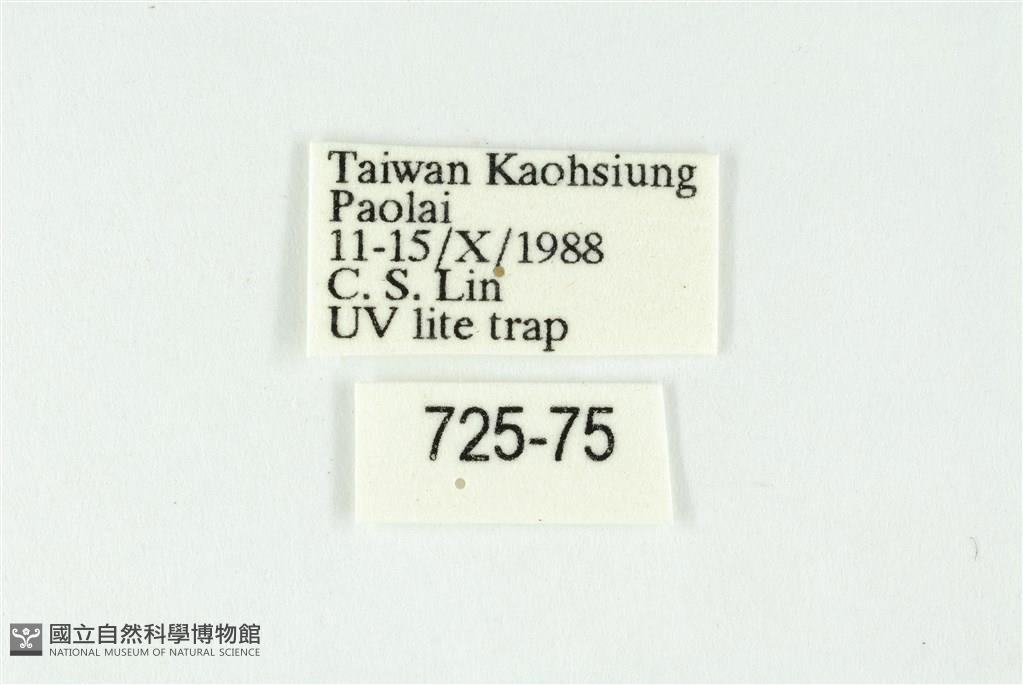 Taiwan Kaohsiung
Paolai
11-15/X/1988
C. S. Lin
UV lite trap
725-75
國立自然科學博物館
NATIONAL MUSEUM OF NATURAL SCIENCE